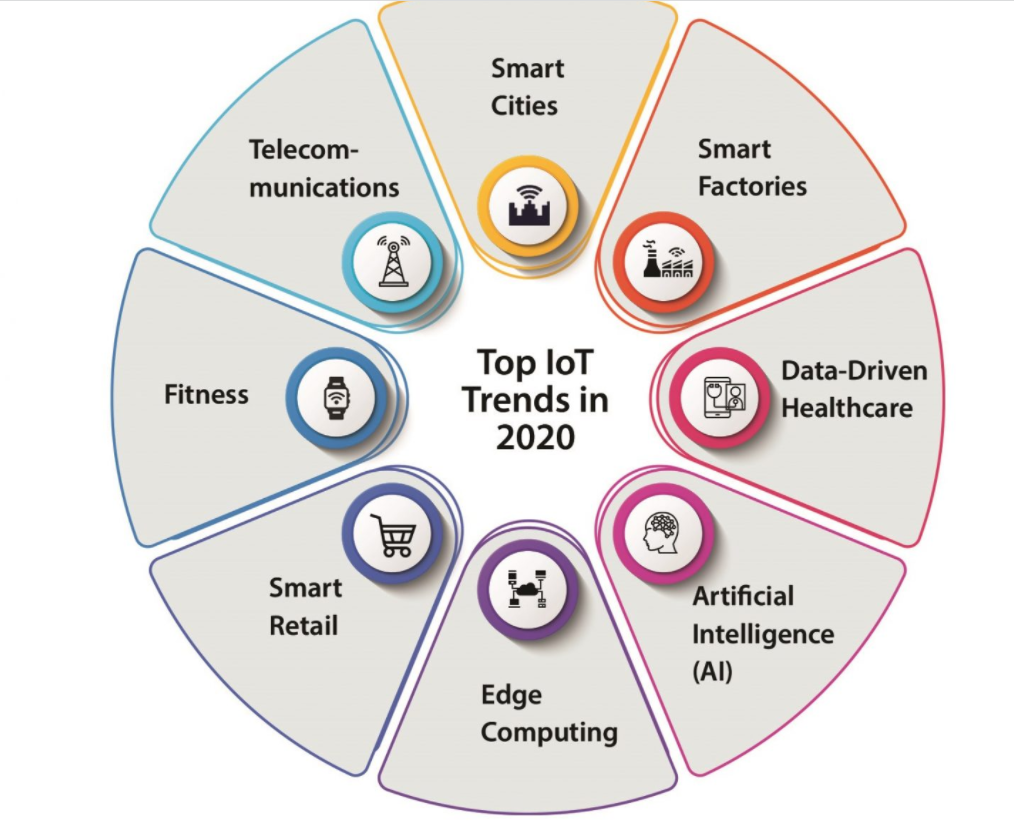 Top IoT
Trends in
2020
Smart
Cities
Smart
Factories
Data-Driven
Healthcare
Artificial
Intelligence
(AI)
Edge
Computing
Smart
Retail
Fitness
Telecom-
munications